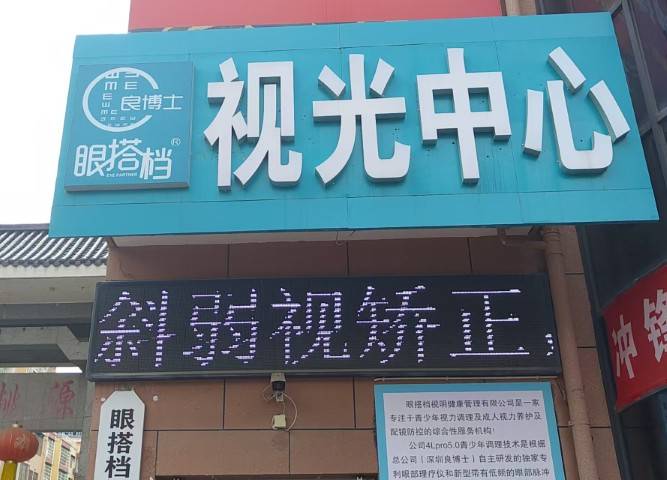 良博士
眼搭档®
EYE PARTNER
视光中心
斜弱视矫正
冲锋
源
眼搭档
眼搭档视明健康管理有限公司是一家
专注于青少年视力调理及成人视力养护及
配镜防控的综合性服务机构!
公司4Lpro5.0青少年调理技术是根据
总公司(深圳良博士)自主研发的独家专
利眼部理疗仪和新型带有低频的眼部脉冲